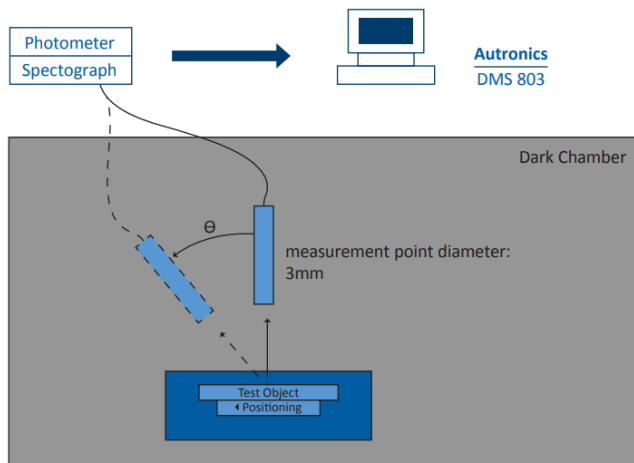 Photometer
Spectograph
Autronics
DMS 803
Dark Chamber
Ɵ
measurement point diameter:
3mm
Test Object
Positioning